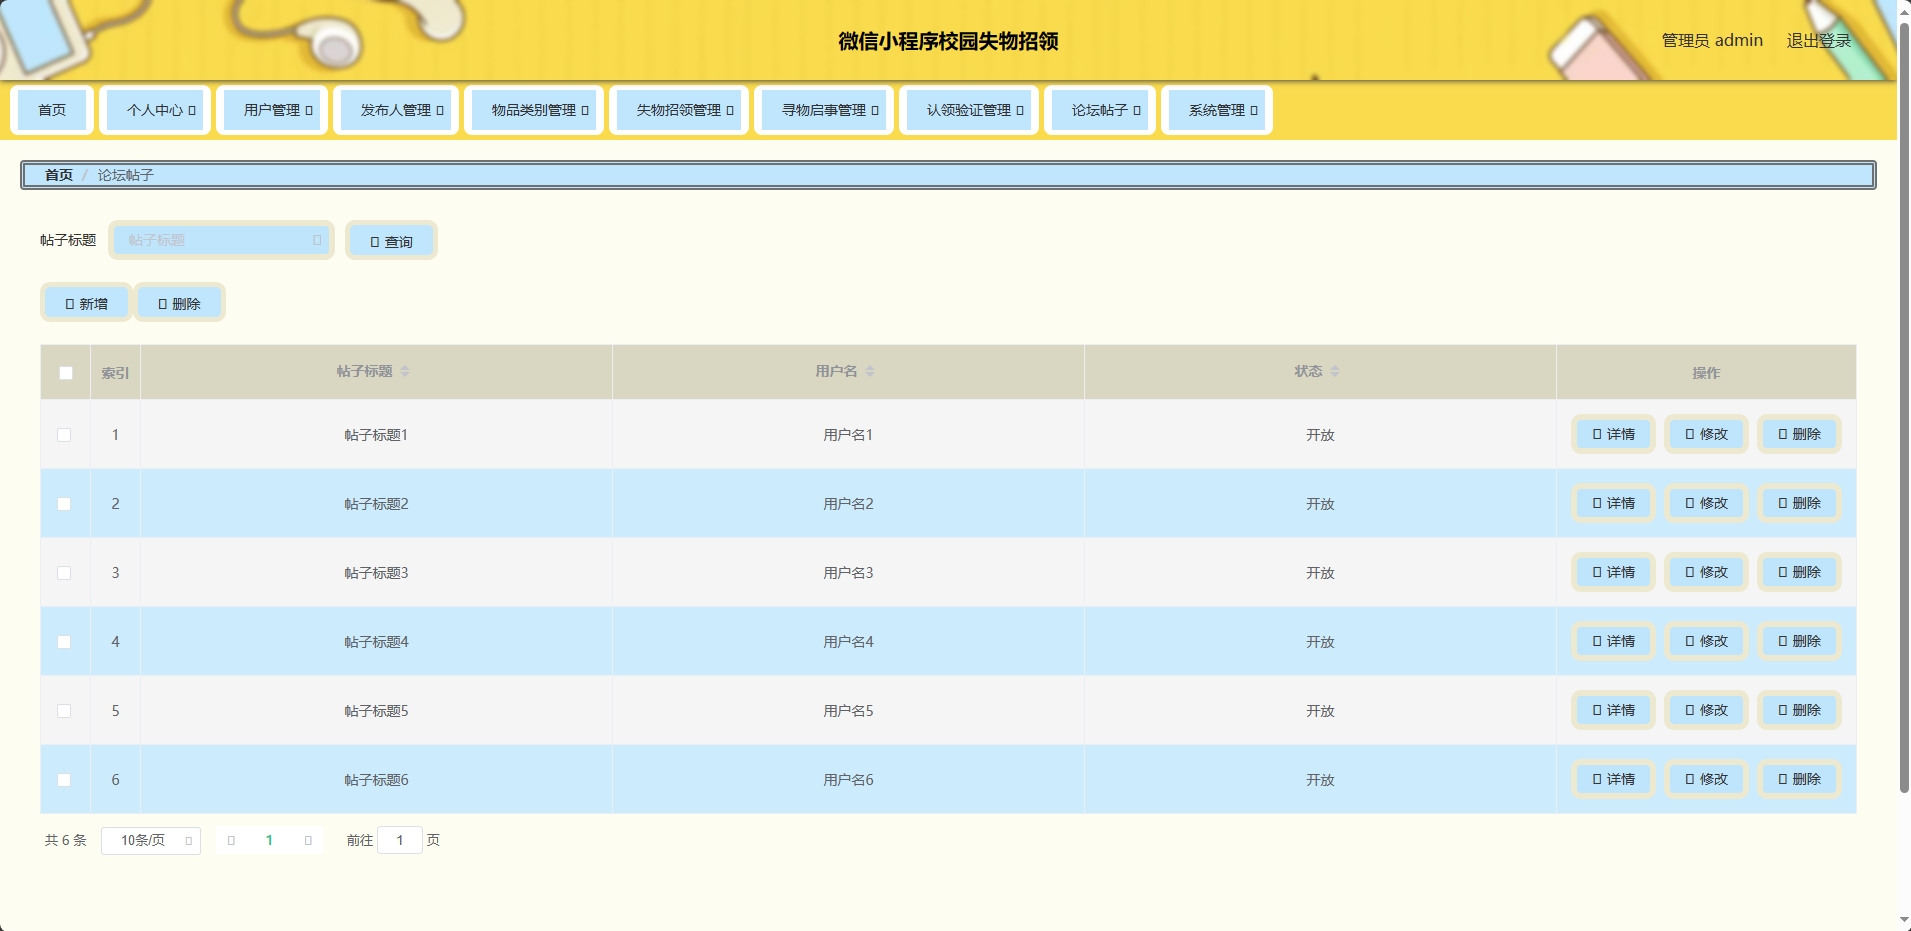 微信小程序校园失物招领
管理员 admin 退出登录
首页 个人中心 用户管理 发布人管理 物品类别管理 失物招领管理 寻物启事管理 认领验证管理 论坛帖子 系统管理
首页 / 论坛帖子
帖子标题 帖子标题 查询
新增 删除
索引 帖子标题 用户名 状态 操作
1 帖子标题1 用户名1 开放 详情 修改 删除
2 帖子标题2 用户名2 开放 详情 修改 删除
3 帖子标题3 用户名3 开放 详情 修改 删除
4 帖子标题4 用户名4 开放 详情 修改 删除
5 帖子标题5 用户名5 开放 详情 修改 删除
6 帖子标题6 用户名6 开放 详情 修改 删除
共 6 条 10条/页 1 前往 1 页